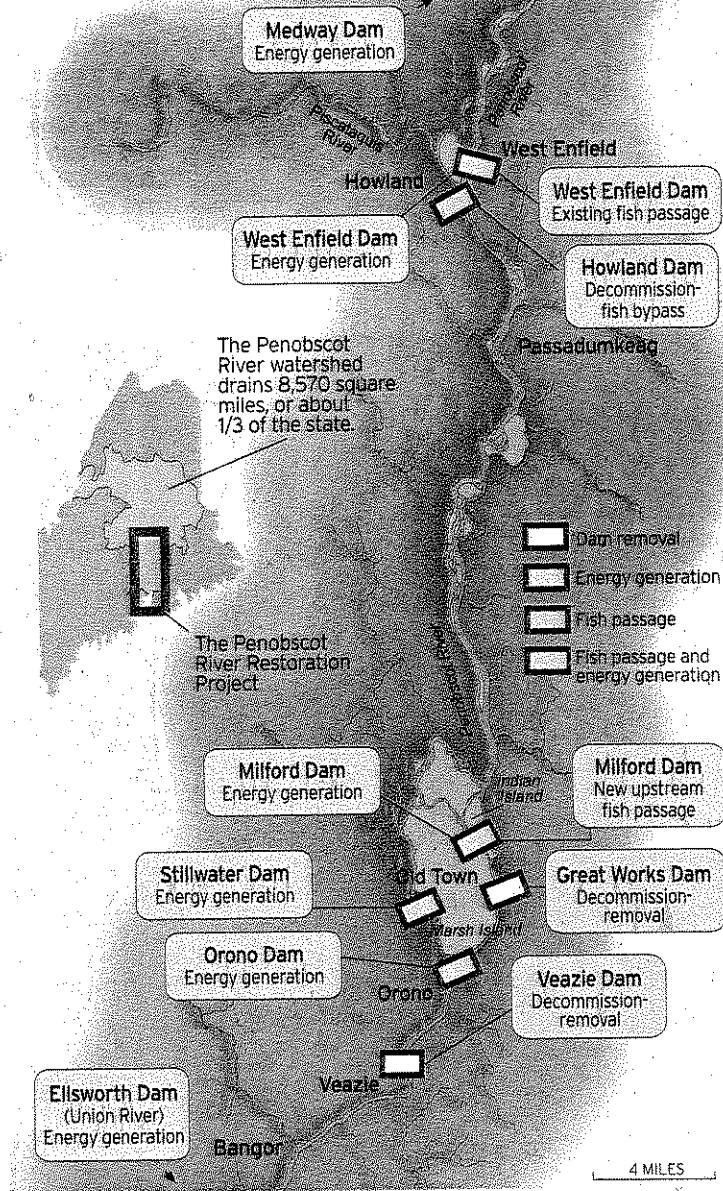 Medway Dam
Energy generation
Penobscot
River
Piscataquis
River
West Enfield
Howland
West Enfield Dam
Existing fish passage
West Enfield Dam
Energy generation
Howland Dam
Decommission-
fish bypass
The Penobscot
River watershed
drains 8,570 square
miles, or about
1/3 of the state.
Passadumkeag
Dam removal
Energy generation
Fish passage
Fish passage and
energy generation
The Penobscot
River Restoration
Project
Penobscot River
Milford Dam
Energy generation
Indian
Island
Milford Dam
New upstream
fish passage
Stillwater Dam
Energy generation
Old Town
Great Works Dam
Decommission-
removal
Marsh Island
Orono Dam
Energy generation
Orono
Veazie Dam
Decommission-
removal
Veazie
Ellsworth Dam
(Union River)
Energy generation
Bangor
4 MILES